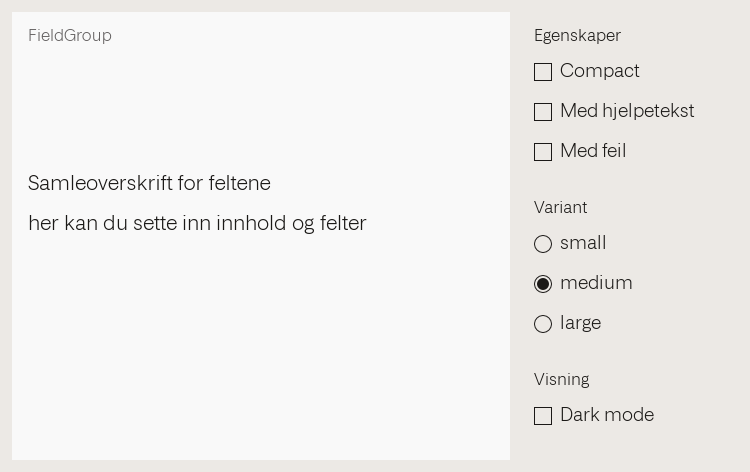 FieldGroup
Samleoverskrift for feltene
her kan du sette inn innhold og felter
Egenskaper
Compact
Med hjelpetekst
Med feil
Variant
small
medium
large
Visning
Dark mode